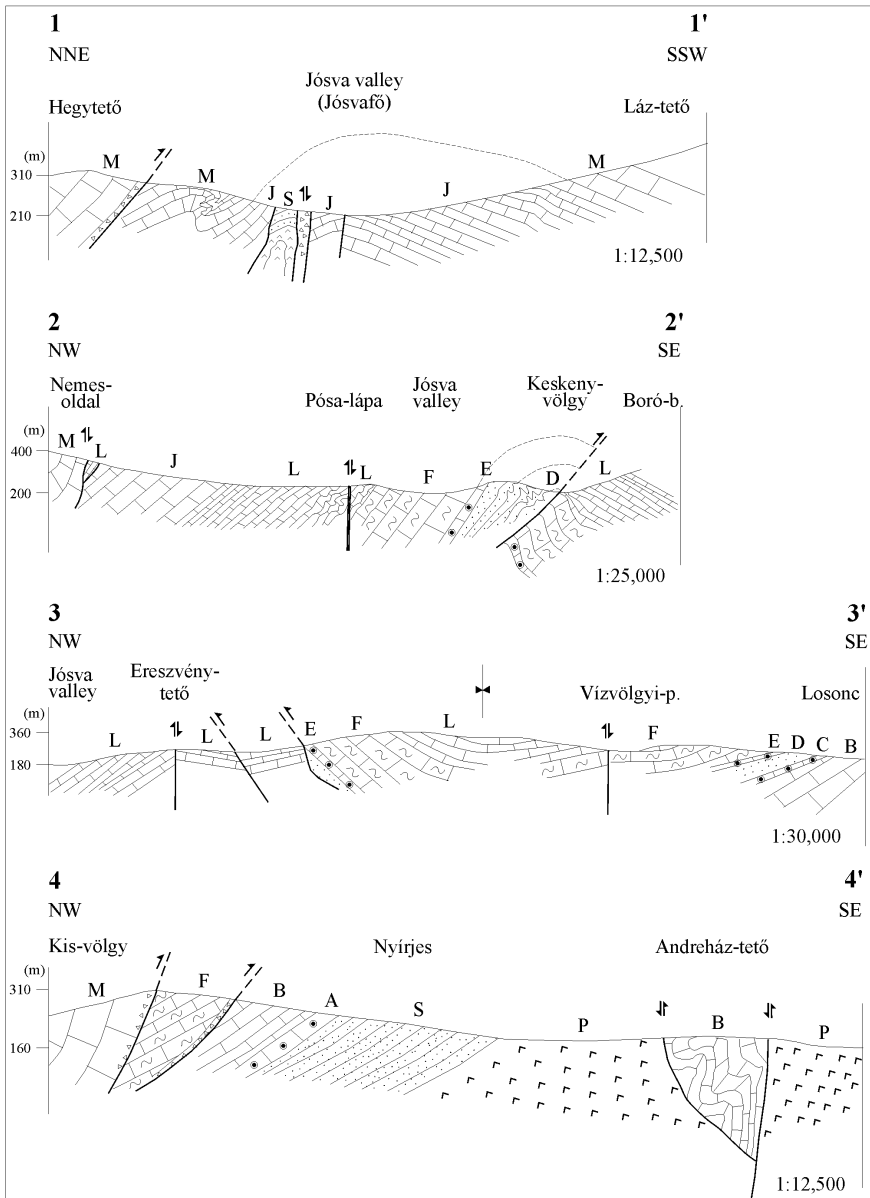 1 1'
NNE SSW
Jósva valley
(Jósvafő)
Hegytető Láz-tető
(m)
310
210
M M J S J J M
1:12,500
2 2'
NW SE
Nemes-
oldal
Pósa-lápa
Jósva
valley
Keskeny-
völgy
Boró-b.
(m)
400
200
M L J L L F E D L
1:25,000
3 3'
NW SE
Jósva
valley
Ereszvény-
tető
Vízvölgyi-p. Losonc
(m)
360
180
L L L E F L F E D C B
1:30,000
4 4'
NW SE
Kis-völgy Nyírjes Andreház-tető
(m)
310
160
M F B A S P B P
1:12,500